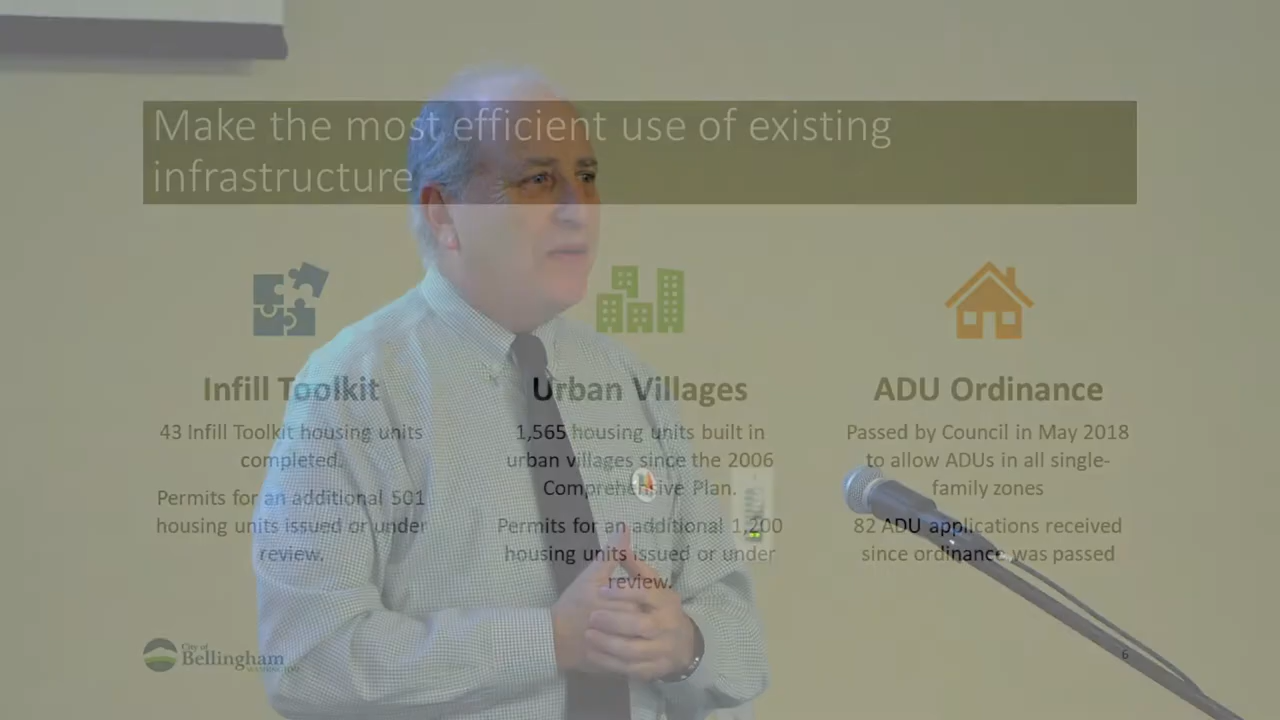 Make the most efficient use of existing
infrastructure
Infill Toolkit
43 Infill Toolkit housing units
completed.
Permits for an additional 501
housing units issued or under
review.
Urban Villages
1,565 housing units built in
urban villages since the 2006
Comprehensive Plan.
Permits for an additional 1,200
housing units issued or under
review.
ADU Ordinance
Passed by Council in May 2018
to allow ADUs in all single-
family zones
82 ADU applications received
since ordinance was passed
City of
Bellingham
WASHINGTON
6